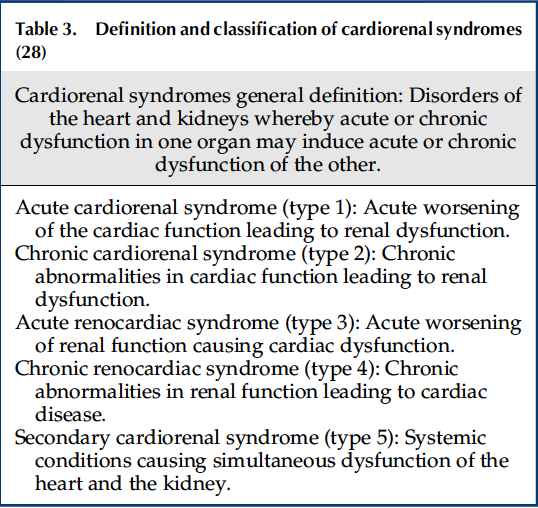 Table 3. Definition and classification of cardiorenal syndromes
(28)
Cardiorenal syndromes general definition: Disorders of
the heart and kidneys whereby acute or chronic
dysfunction in one organ may induce acute or chronic
dysfunction of the other.
Acute cardiorenal syndrome (type 1): Acute worsening
of the cardiac function leading to renal dysfunction.
Chronic cardiorenal syndrome (type 2): Chronic
abnormalities in cardiac function leading to renal
dysfunction.
Acute renocardiac syndrome (type 3): Acute worsening
of renal function causing cardiac dysfunction.
Chronic renocardiac syndrome (type 4): Chronic
abnormalities in renal function leading to cardiac
disease.
Secondary cardiorenal syndrome (type 5): Systemic
conditions causing simultaneous dysfunction of the
heart and the kidney.